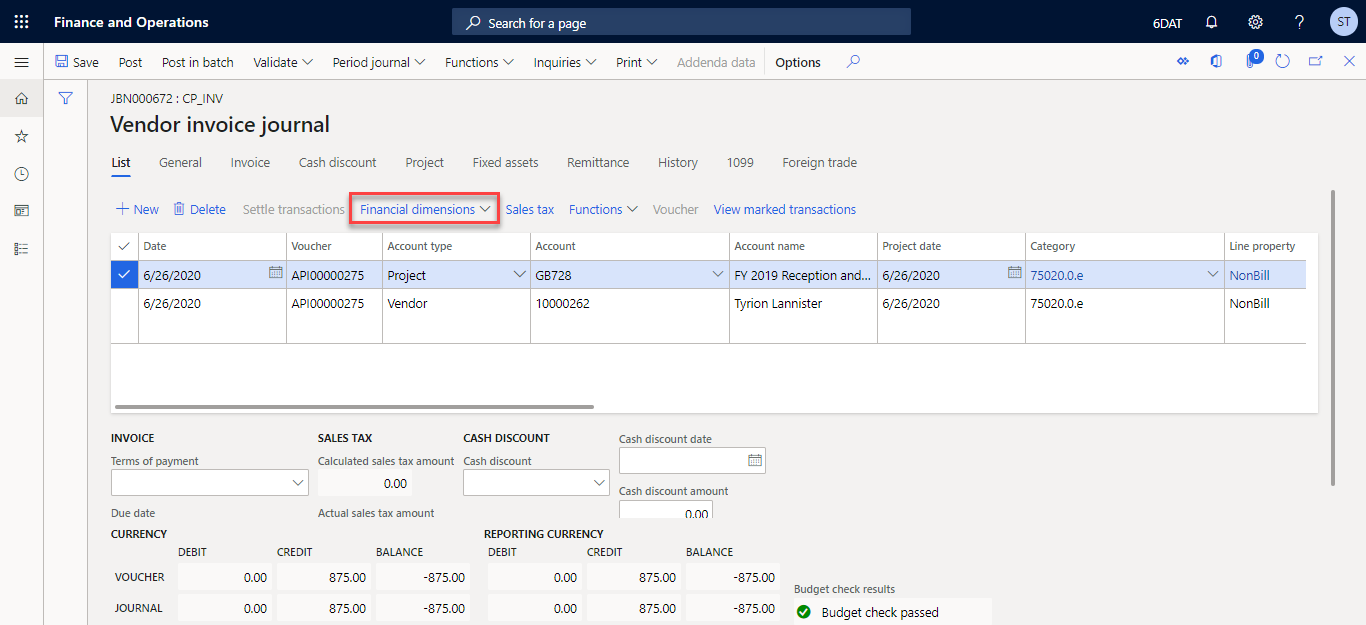 Finance and Operations Search for a page 6DAT ? ST
Save Post Post in batch Validate Period journal Functions Inquiries Print Addenda data Options 0
JBN000672 : CP_INV
Vendor invoice journal
List General Invoice Cash discount Project Fixed assets Remittance History 1099 Foreign trade
New Delete Settle transactions Financial dimensions Sales tax Functions Voucher View marked transactions
Date Voucher Account type Account Account name Project date Category Line property
6/26/2020 API00000275 Project GB728 FY 2019 Reception and... 6/26/2020 75020.0.e NonBill
6/26/2020 API00000275 Vendor 10000262 Tyrion Lannister 6/26/2020 75020.0.e NonBill
INVOICE SALES TAX CASH DISCOUNT Cash discount date
Terms of payment Calculated sales tax amount Cash discount
0.00
Cash discount amount
Due date Actual sales tax amount 0.00
CURRENCY REPORTING CURRENCY
DEBIT CREDIT BALANCE DEBIT CREDIT BALANCE
VOUCHER 0.00 875.00 -875.00 0.00 875.00 -875.00
Budget check results
JOURNAL 0.00 875.00 -875.00 0.00 875.00 -875.00 Budget check passed